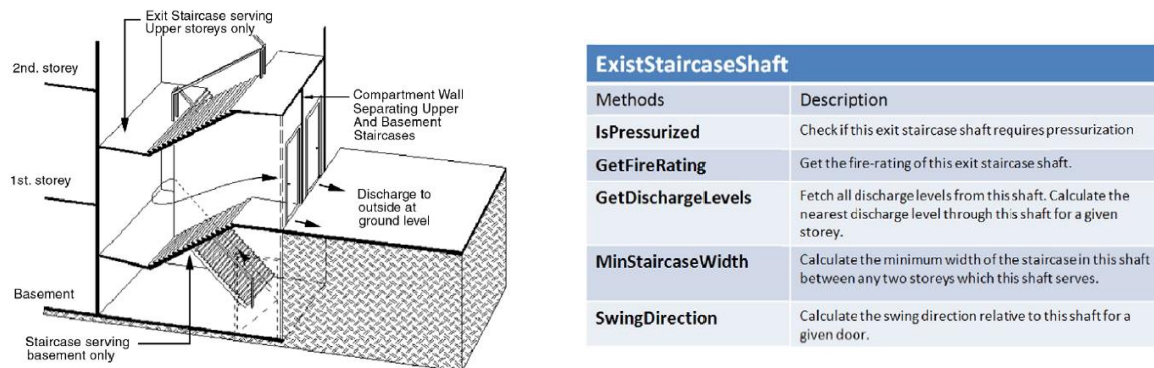 Exit Staircase serving
Upper storeys only
2nd. storey
Compartment Wall
Separating Upper
And Basement
Staircases
1st. storey
Discharge to
outside at
ground level
Basement
Staircase serving
basement only
ExistStaircaseShaft
Methods Description
IsPressurized Check if this exit staircase shaft requires pressurization
GetFireRating Get the fire-rating of this exit staircase shaft.
GetDischargeLevels Fetch all discharge levels from this shaft. Calculate the
nearest discharge level through this shaft for a given
storey.
MinStaircaseWidth Calculate the minimum width of the staircase in this shaft
between any two storeys which this shaft serves.
SwingDirection Calculate the swing direction relative to this shaft for a
given door.